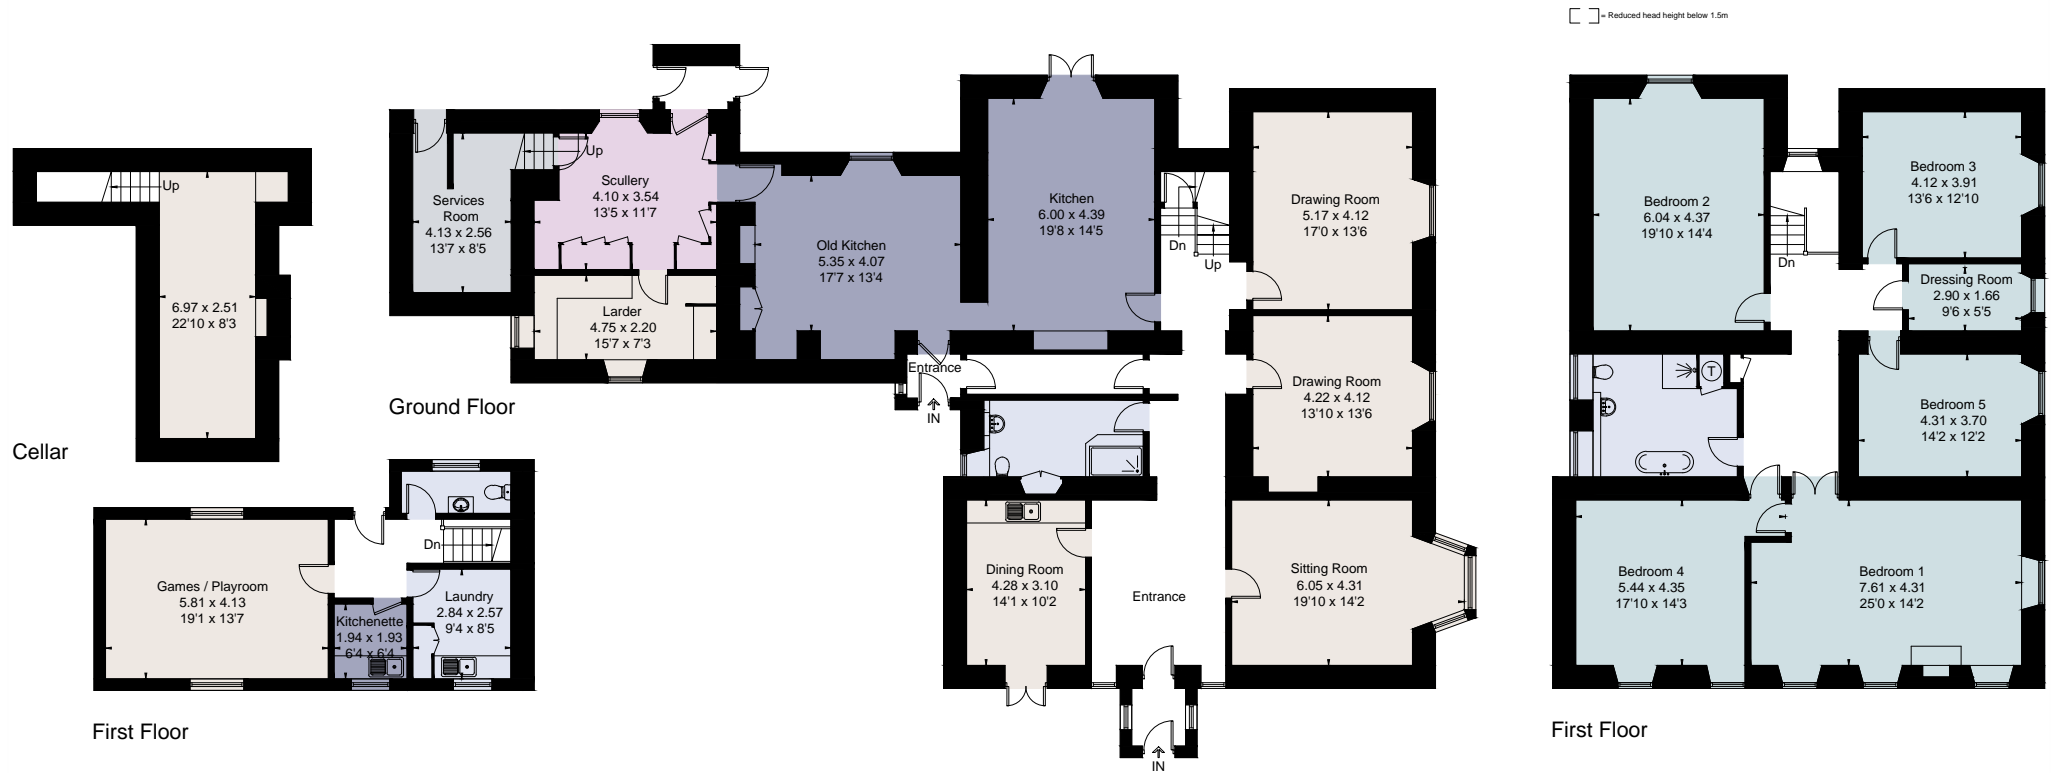 = Reduced head height below 1.5m
Up
6.97 x 2.51
22'10 x 8'3
Cellar
Services
Room
4.13 x 2.56
13'7 x 8'5
Up
Scullery
4.10 x 3.54
13'5 x 11'7
Larder
4.75 x 2.20
15'7 x 7'3
Old Kitchen
5.35 x 4.07
17'7 x 13'4
Kitchen
6.00 x 4.39
19'8 x 14'5
Dn
Up
Drawing Room
5.17 x 4.12
17'0 x 13'6
Drawing Room
4.22 x 4.12
13'10 x 13'6
Entrance
IN
Dining Room
4.28 x 3.10
14'1 x 10'2
Entrance
Sitting Room
6.05 x 4.31
19'10 x 14'2
IN
Ground Floor
Games / Playroom
5.81 x 4.13
19'1 x 13'7
Dn
Kitchenette
1.94 x 1.93
6'4 x 6'4
Laundry
2.84 x 2.57
9'4 x 8'5
First Floor
Bedroom 2
6.04 x 4.37
19'10 x 14'4
Dn
Bedroom 3
4.12 x 3.91
13'6 x 12'10
Dressing Room
2.90 x 1.66
9'6 x 5'5
T
Bedroom 5
4.31 x 3.70
14'2 x 12'2
Bedroom 4
5.44 x 4.35
17'10 x 14'3
Bedroom 1
7.61 x 4.31
25'0 x 14'2
First Floor